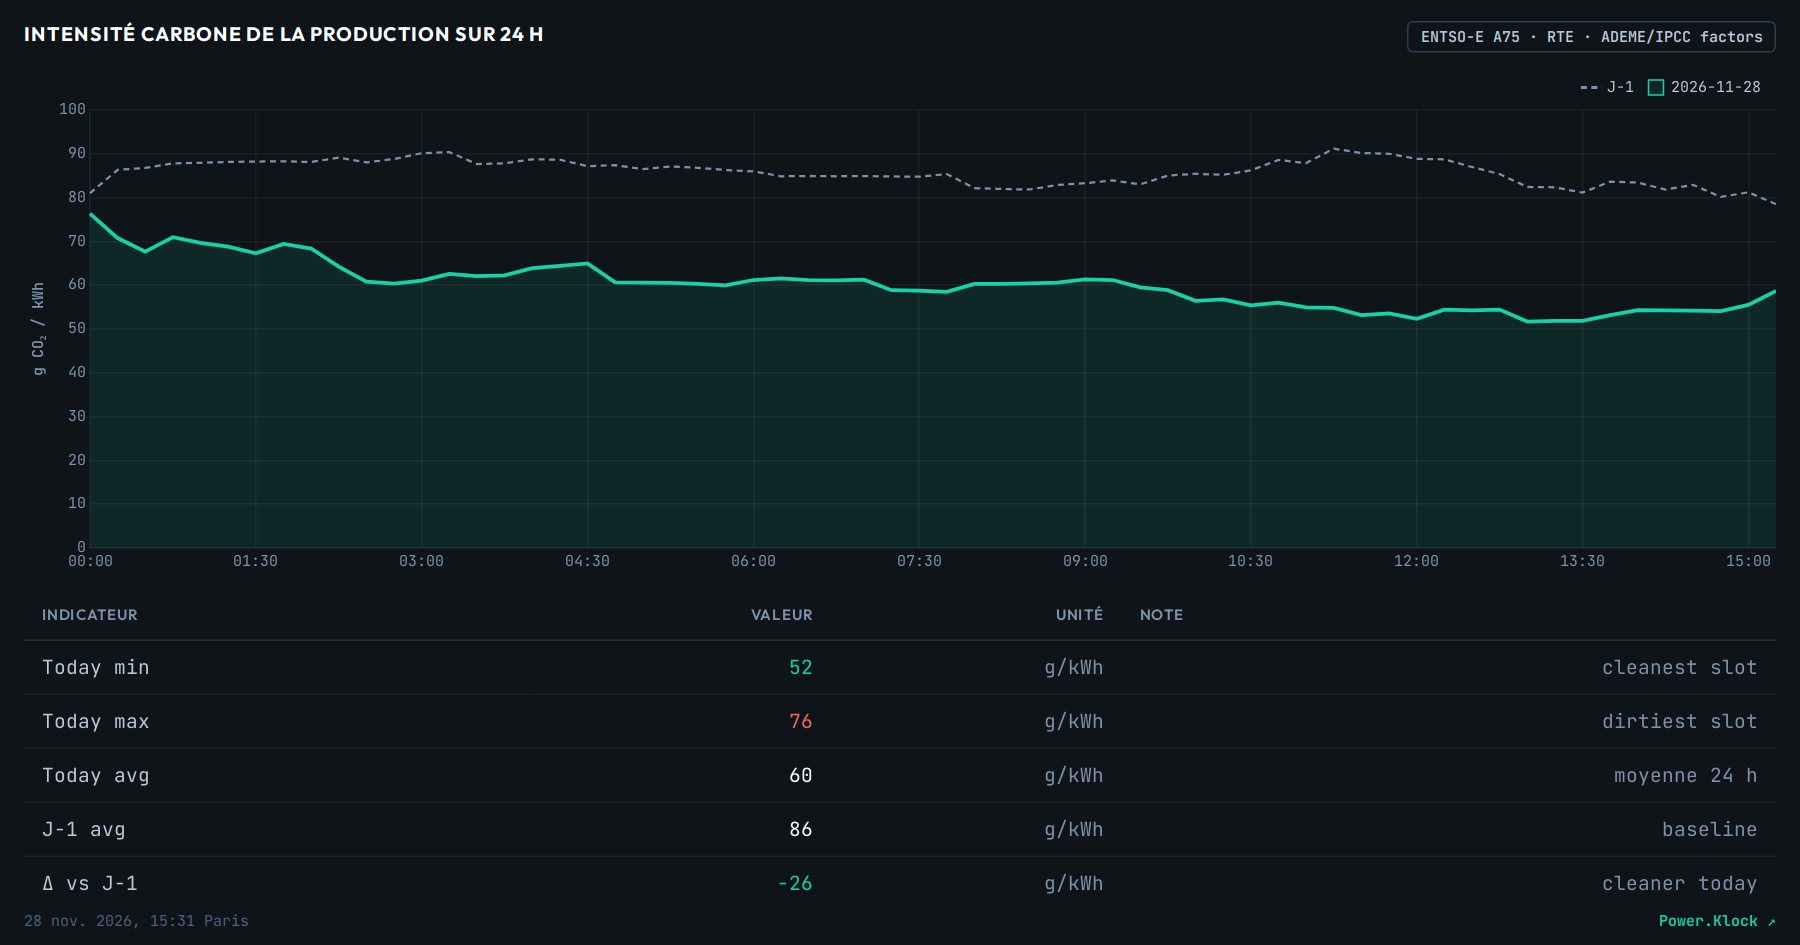 INTENSITÉ CARBONE DE LA PRODUCTION SUR 24 H
ENTSO-E A75 · RTE · ADEME/IPCC factors
J-1 2026-11-28
g CO₂ / kWh
100
90
80
70
60
50
40
30
20
10
0
00:00 01:30 03:00 04:30 06:00 07:30 09:00 10:30 12:00 13:30 15:00
INDICATEUR VALEUR UNITÉ NOTE
Today min 52 g/kWh cleanest slot
Today max 76 g/kWh dirtiest slot
Today avg 60 g/kWh moyenne 24 h
J-1 avg 86 g/kWh baseline
Δ vs J-1 -26 g/kWh cleaner today
28 nov. 2026, 15:31 Paris
Power.Klock ↗